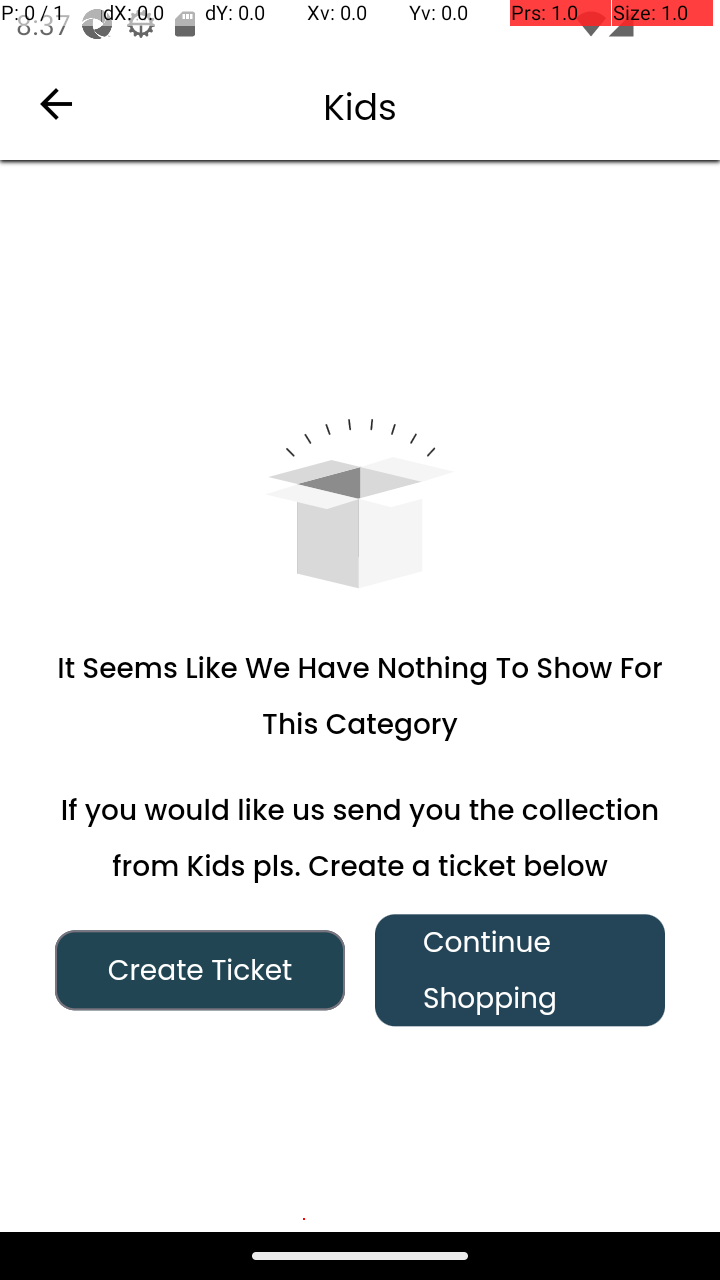 P: 0 / 1 dX: 0.0 dY: 0.0 Xv: 0.0 Yv: 0.0 Prs: 1.0 Size: 1.0
8:37
Kids
It Seems Like We Have Nothing To Show For
This Category
If you would like us send you the collection
from Kids pls. Create a ticket below
Create Ticket
Continue
Shopping